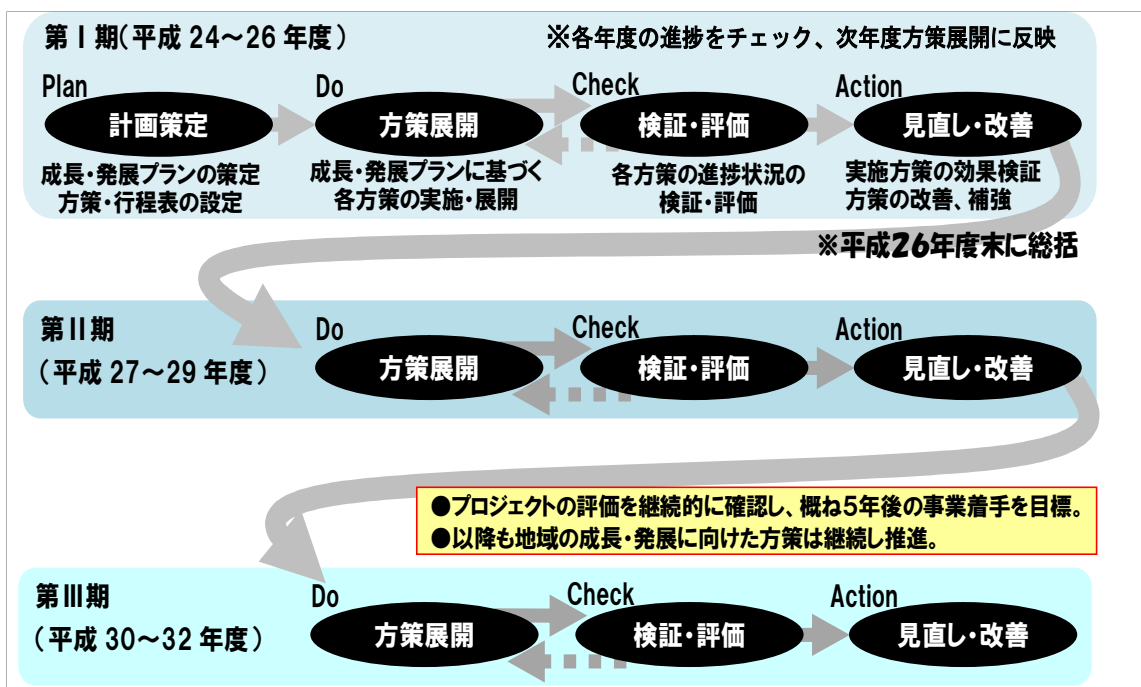 第Ⅰ期(平成 24～26 年度)
※各年度の進捗をチェック、次年度方策展開に反映
Plan
Do
Check
Action
計画策定
方策展開
検証・評価
見直し・改善
成長・発展プランの策定
方策・行程表の設定
成長・発展プランに基づく
各方策の実施・展開
各方策の進捗状況の
検証・評価
実施方策の効果検証
方策の改善、補強
※平成26年度末に総括
第Ⅱ期
(平成 27～29 年度)
Do
Check
Action
方策展開
検証・評価
見直し・改善
●プロジェクトの評価を継続的に確認し、概ね5年後の事業着手を目標。
●以降も地域の成長・発展に向けた方策は継続し推進。
第Ⅲ期
(平成 30～32 年度)
Do
Check
Action
方策展開
検証・評価
見直し・改善